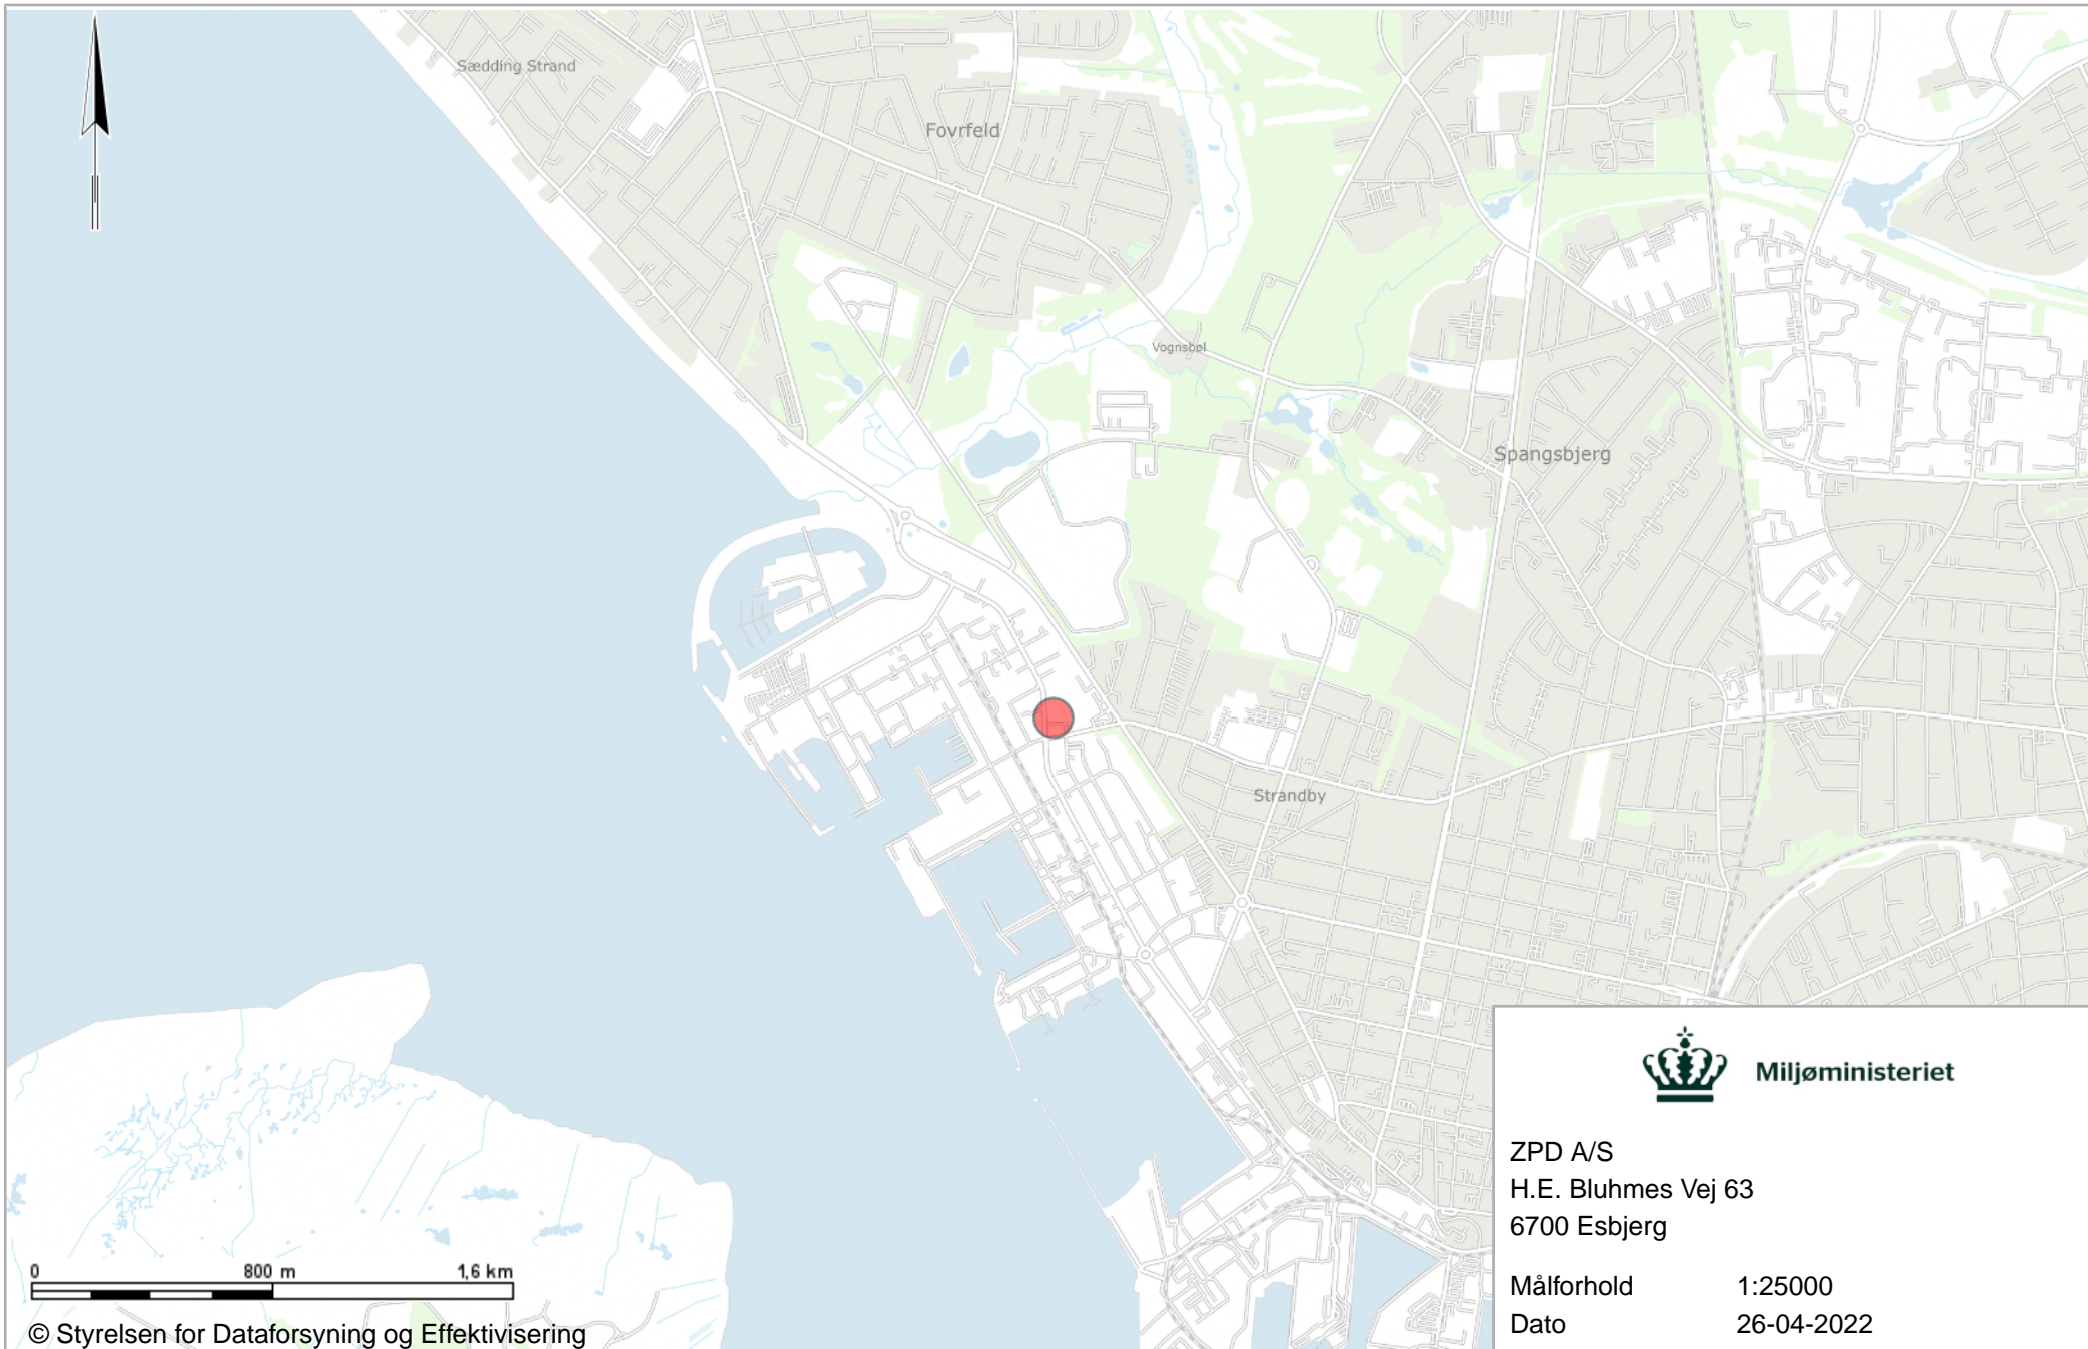 Sædding Strand
Fovrfeld
Vognsbøl
Spangsbjerg
Strandby
Miljøministeriet
ZPD A/S
H.E. Bluhmes Vej 63
6700 Esbjerg
Målforhold 1:25000
Dato 26-04-2022
0 800 m 1,6 km
© Styrelsen for Dataforsyning og Effektivisering